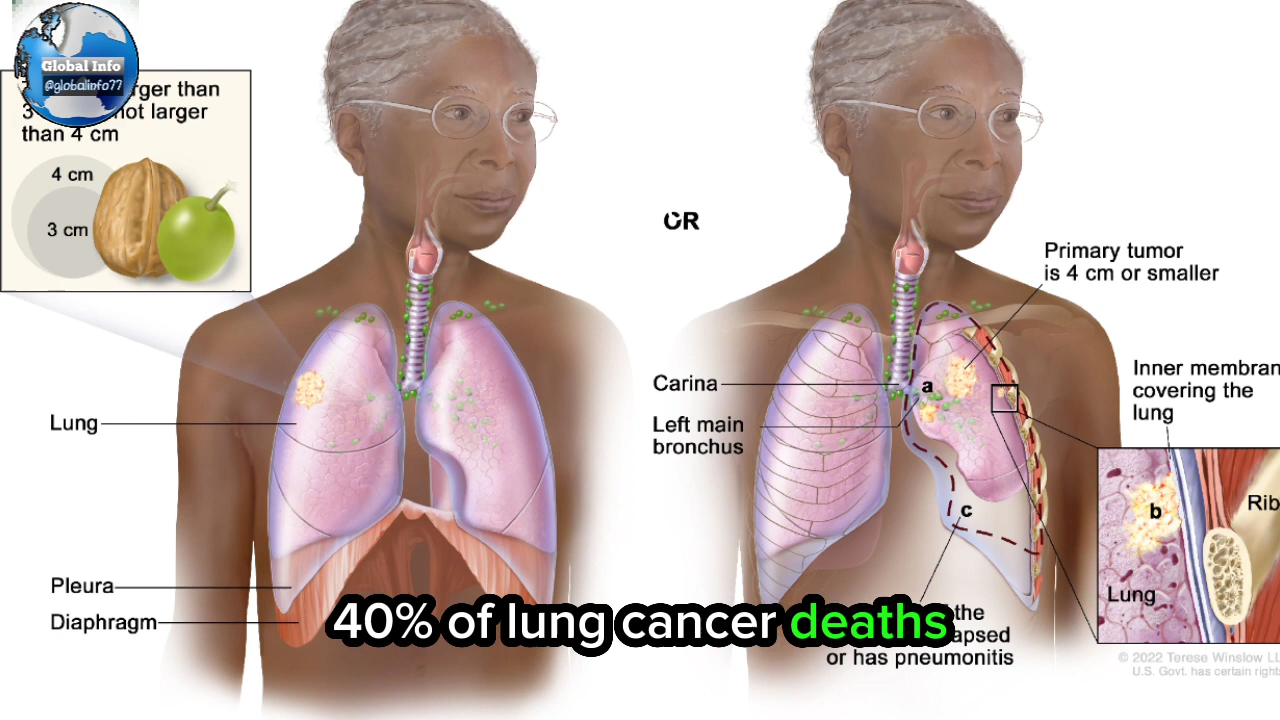 Global Info
@globalinfo77
rger than
3
not larger
than 4 cm
4 cm
3 cm
OR
Primary tumor
is 4 cm or smaller
Carina
Left main
bronchus
a
Inner membran
covering the
lung
Lung
c
b
Rib
Lung
Pleura
Diaphragm
40% of lung cancer deaths
the
apsed
or has pneumonitis
© 2022 Terese Winslow LL
U.S. Govt. has certain rights